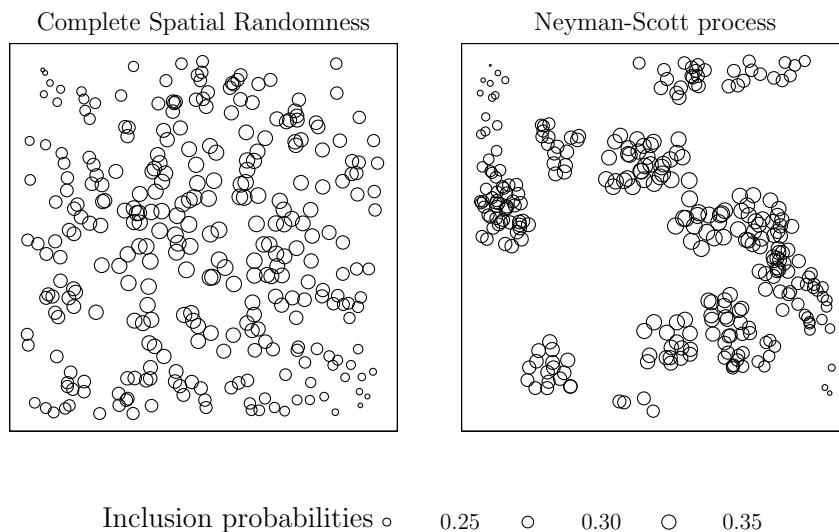 Complete Spatial Randomness
Neyman-Scott process
Inclusion probabilities 0.25 0.30 0.35